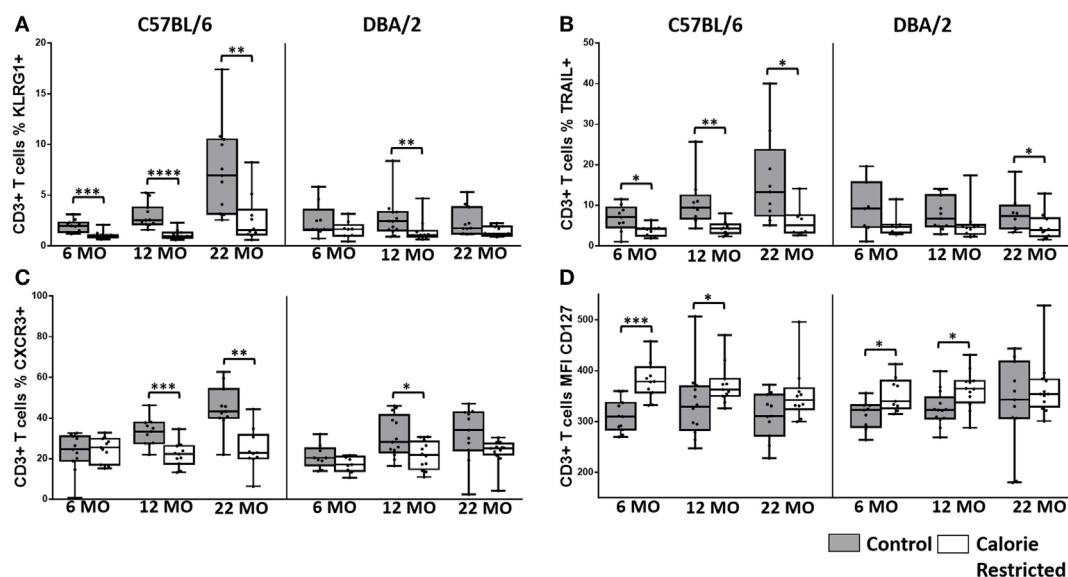 A C57BL/6 DBA/2
CD3+ T cells % KLRG1+
20
15
10
5
0
*** **** ** **
6 MO 12 MO 22 MO 6 MO 12 MO 22 MO
B C57BL/6 DBA/2
CD3+ T cells % TRAIL+
50
40
30
20
10
0
* ** * *
6 MO 12 MO 22 MO 6 MO 12 MO 22 MO
C
CD3+ T cells % CXCR3+
100
80
60
40
20
0
*** ** *
6 MO 12 MO 22 MO 6 MO 12 MO 22 MO
D
CD3+ T cells MFI CD127
500
400
300
200
*** * * *
6 MO 12 MO 22 MO 6 MO 12 MO 22 MO
Control Calorie
Restricted